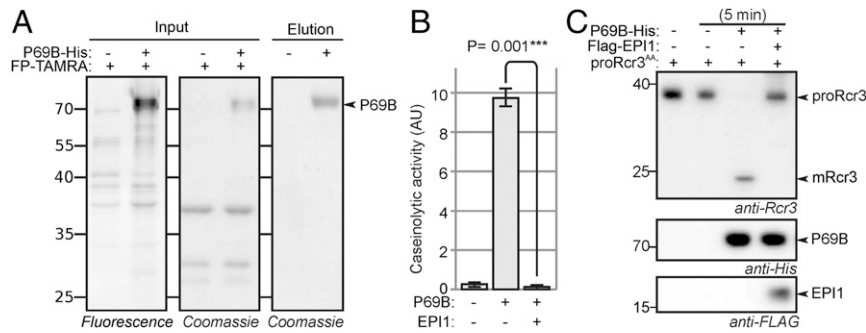 A
Input
Elution
P69B-His: - + - + - +
FP-TAMRA: + + + +
70
55
40
35
25
P69B
Fluorescence
Coomassie
Coomassie
B
P= 0.001***
Caseinolytic activity (AU)
10
8
6
4
2
0
P69B: - + +
EPI1: - - +
C
(5 min)
P69B-His: - - + +
Flag-EPI1: - - - +
proRcr3AA: + + + +
40
25
proRcr3
mRcr3
anti-Rcr3
70
P69B
anti-His
15
EPI1
anti-FLAG